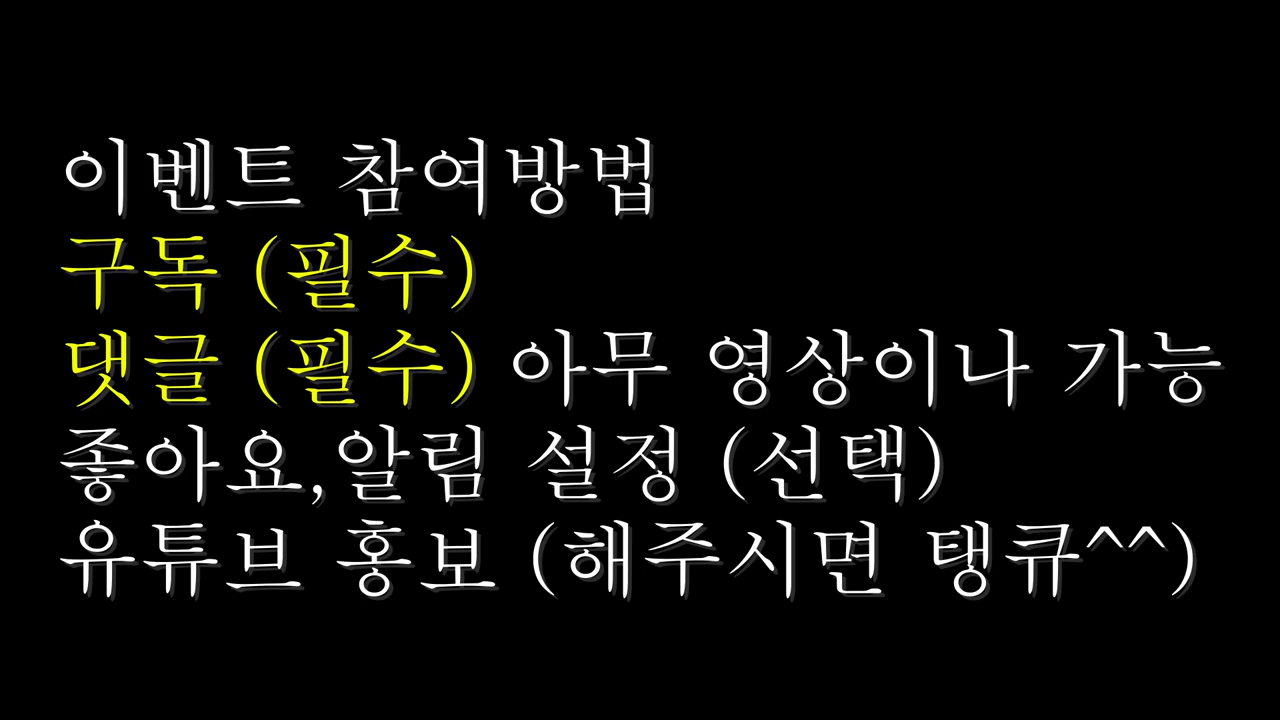 이벤트 참여방법
구독 (필수)
댓글 (필수) 아무 영상이나 가능
좋아요,알림 설정 (선택)
유튜브 홍보 (해주시면 탱큐^^)